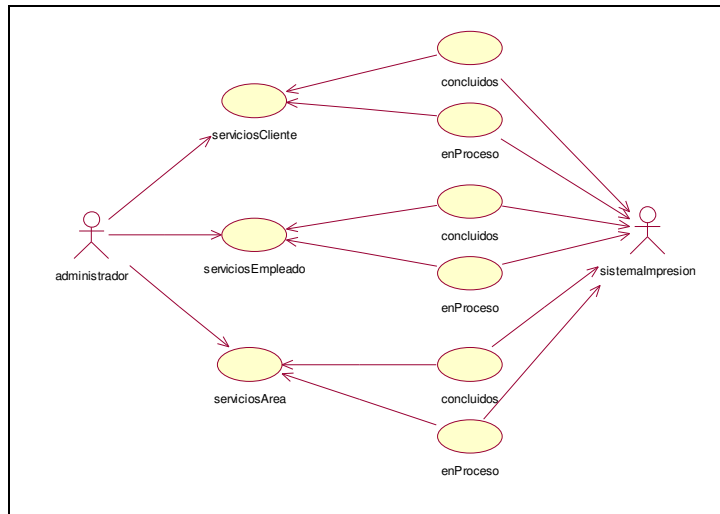 concluidos
serviciosCliente
enProceso
concluidos
administrador
serviciosEmpleado
sistemaImpresion
enProceso
serviciosArea
concluidos
enProceso